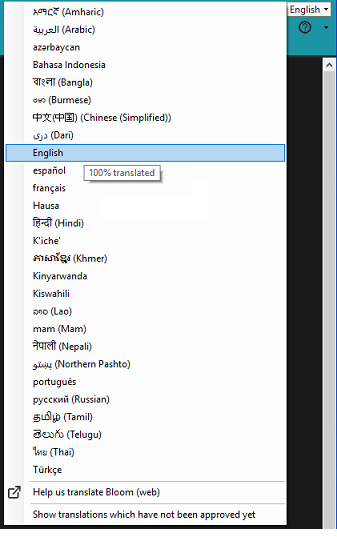 English
አማርኛ (Amharic)
العربية (Arabic)
azərbaycan
Bahasa Indonesia
বাংলা (Bangla)
ဗမာ (Burmese)
中文(中国) (Chinese (Simplified))
دری (Dari)
English
español
100% translated
français
Hausa
हिन्दी (Hindi)
K'iche'
ភាសាខ្មែរ (Khmer)
Kinyarwanda
Kiswahili
ລາວ (Lao)
mam (Mam)
नेपाली (Nepali)
پښتو (Northern Pashto)
português
русский (Russian)
தமிழ் (Tamil)
తెలుగు (Telugu)
ไทย (Thai)
Türkçe
Help us translate Bloom (web)
Show translations which have not been approved yet